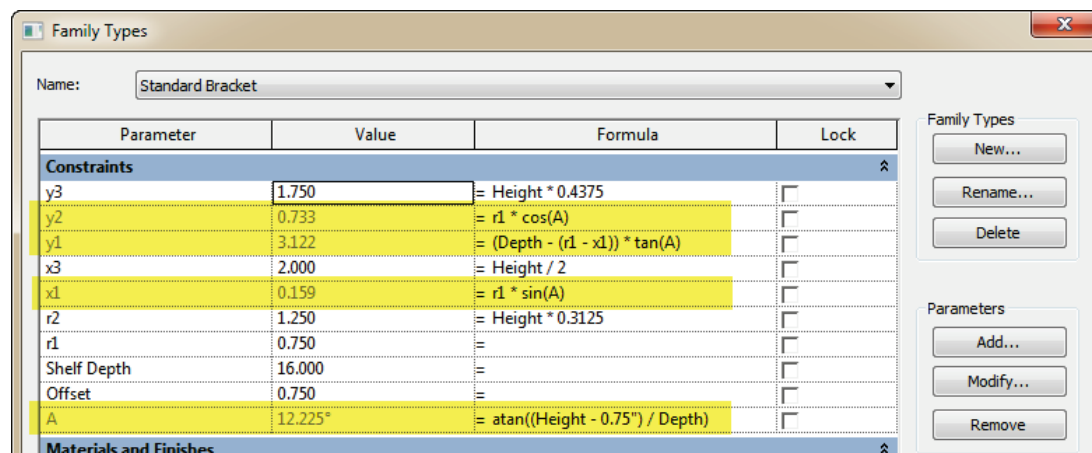 Family Types
Name: Standard Bracket
Parameter Value Formula Lock
Constraints
y3 1.750 = Height * 0.4375
y2 0.733 = r1 * cos(A)
y1 3.122 = (Depth - (r1 - x1)) * tan(A)
x3 2.000 = Height / 2
x1 0.159 = r1 * sin(A)
r2 1.250 = Height * 0.3125
r1 0.750 =
Shelf Depth 16.000 =
Offset 0.750 =
A 12.225° = atan((Height - 0.75") / Depth)
Materials and Finishes
Family Types
New...
Rename...
Delete
Parameters
Add...
Modify...
Remove